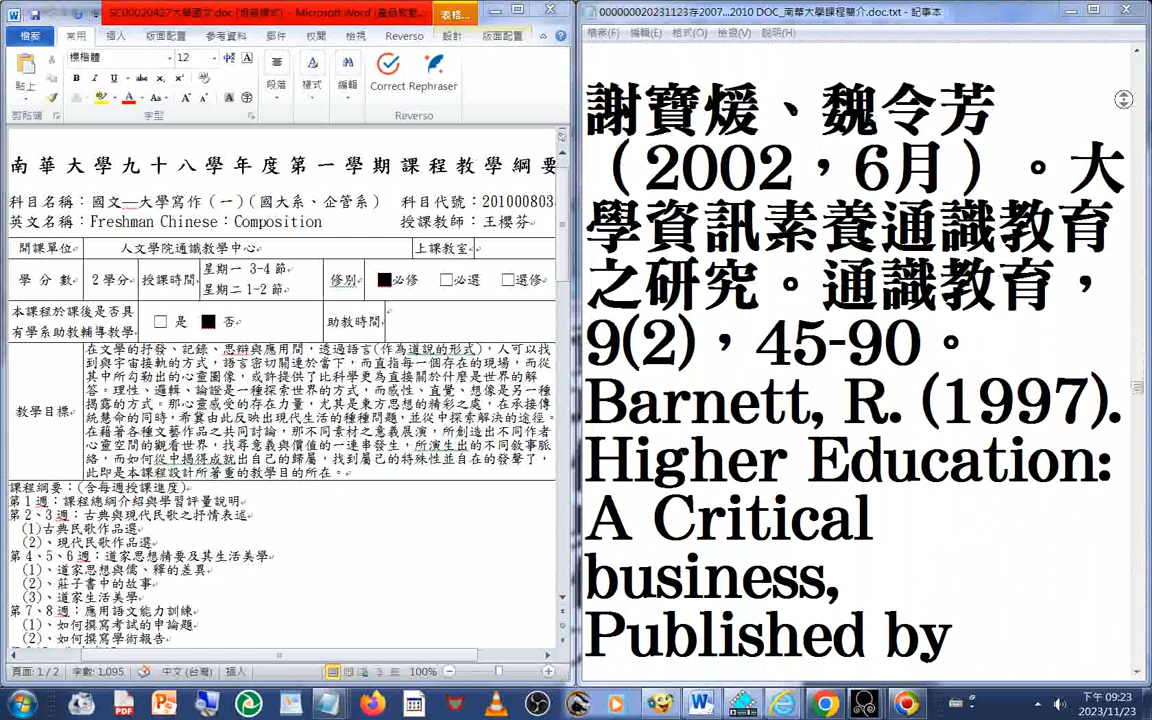 SC00020427大學國文.doc [相容模式] - Microsoft Word (產品啟動...
表格...
檔案 常用 插入 版面配置 參考資料 郵件 校閱 檢視 Reverso 設計 版面配置
標楷體 12
貼上 段落 樣式 編輯 Correct Rephraser
剪貼簿 字型 Reverso
南華大學九十八學年度第一學期課程教學綱要
科目名稱：國文—大學寫作(一)(國大系、企管系) 科目代號：201000803
英文名稱：Freshman Chinese：Composition 授課教師：王櫻芬
開課單位 人文學院通識教學中心 上課教室
學分數 2學分 授課時間 星期一 3-4節 修別 ■必修 □必選 □選修
星期二1-2節
本課程於課後是否具 □是 ■否 助教時間
有學系助教輔導教學
教學目標
在文學的抒發、記錄、思辯與應用間，透過語言(作為道說的形式)，人可以找
到與宇宙接軌的方式，語言密切關連於當下，而直指每一個存在的現場，而從
其中所勾勒出的心靈圖像，或許提供了比科學更為直接關於什麼是世界的解
答。理性、邏輯、論證是一種探索世界的方式，而感性、直覺、想像是另一種
揭露的方式。那心靈感受的存在力量，尤其是東方思想的精彩之處，在承接傳
統慧命的同時，希冀由此反映出現代生活的種種問題，並從中探索解決的途徑。
在藉著各種文藝作品之共同討論，那不同素材之意義展演，所創造出不同作者
心靈空間的觀看世界，找尋意義與價值的一連串發生，所演生出的不同敘事脈
絡，而如何從中揭得成就出自己的歸屬，找到屬己的特殊性並自在的發聲了，
此即是本課程設計所著重的教學目的所在。
課程綱要：(含每週授課進度)
第1週：課程總綱介紹與學習評量說明
第2、3週：古典與現代民歌之抒情表述
(1)古典民歌作品選
(2)、現代民歌作品選
第4、5、6週：道家思想精要及其生活美學
(1)、道家思想與儒、釋的差異
(2)、莊子書中的故事
(3)、道家生活美學
第7、8週：應用語文能力訓練
(1)、如何撰寫考試的申論題
(2)、如何撰寫學術報告
頁面：1/2 字數：1,095 中文(台灣) 插入 100%
000000020231123存2007...2010 DOC_南華大學課程簡介.doc.txt - 記事本
檔案(F) 編輯(E) 格式(O) 檢視(V) 說明(H)
謝寶煖、魏令芳
（2002，6月）。大
學資訊素養通識教育
之研究。通識教育，
9(2)，45-90。
Barnett, R. (1997).
Higher Education:
A Critical
business,
Published by
下午 09:23
2023/11/23